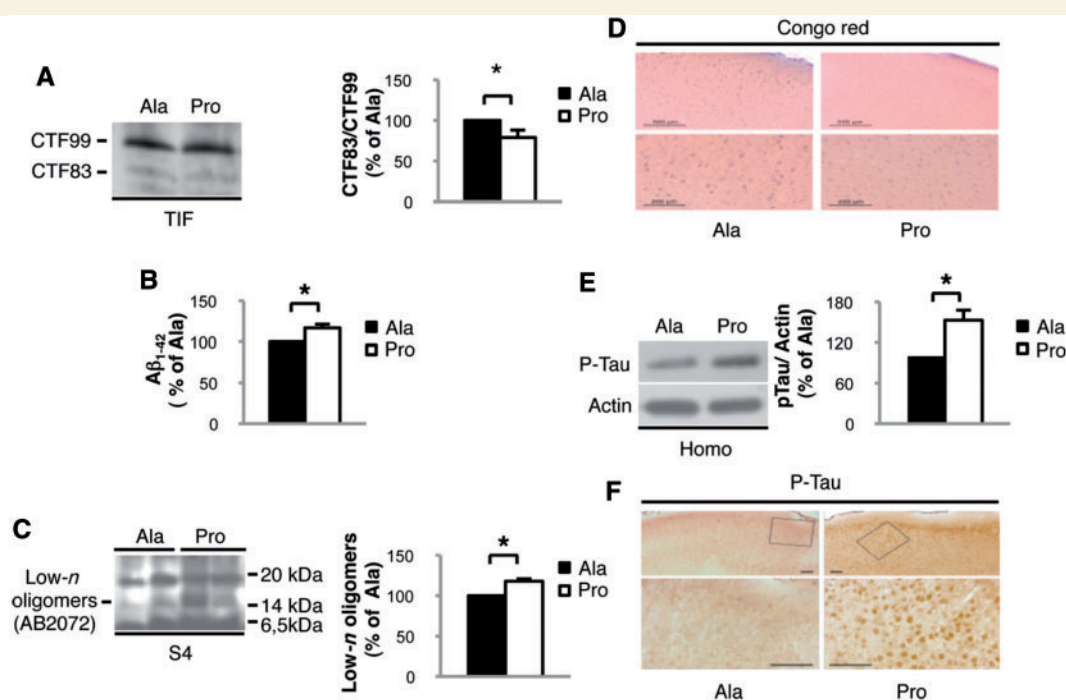 A
Ala Pro
CTF99
CTF83
TIF
CTF83/CTF99
(% of Ala)
150
100
50
0
*
Ala
Pro
B
Aβ1-42
( % of Ala)
150
100
50
0
*
Ala
Pro
C
Ala Pro
Low-n
oligomers
(AB2072)
20 kDa
14 kDa
6,5kDa
S4
Low-n oligomers
(% of Ala)
150
100
50
0
*
Ala
Pro
D
Congo red
Ala Pro
E
Ala Pro
P-Tau
Actin
Homo
pTau/ Actin
(% of Ala)
180
120
60
0
*
Ala
Pro
F
P-Tau
Ala Pro